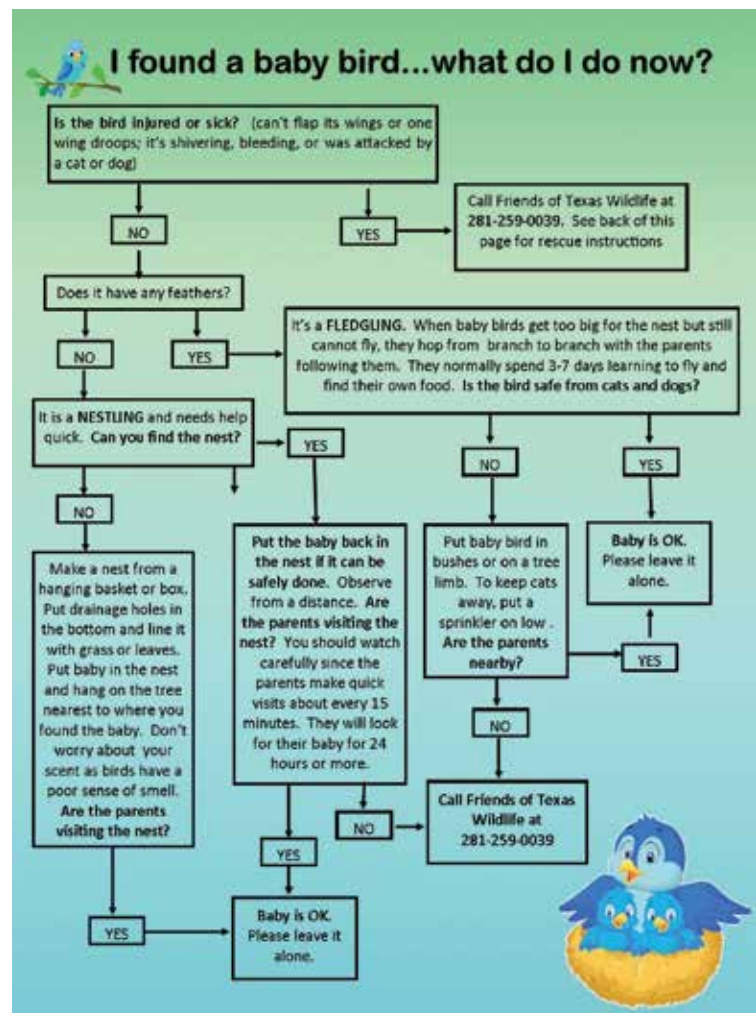 I found a baby bird...what do I do now?
Is the bird injured or sick? (can't flap its wings or one
wing droops; it's shivering, bleeding, or was attacked by
a cat or dog)
NO
YES
Call Friends of Texas Wildlife at
281-259-0039. See back of this
page for rescue instructions
Does it have any feathers?
NO
YES
It's a FLEDGLING. When baby birds get too big for the nest but still
cannot fly, they hop from branch to branch with the parents
following them. They normally spend 3-7 days learning to fly and
find their own food. Is the bird safe from cats and dogs?
It is a NESTLING and needs help
quick. Can you find the nest?
YES
NO
YES
NO
Make a nest from a
hanging basket or box.
Put drainage holes in
the bottom and line it
with grass or leaves.
Put baby in the nest
and hang on the tree
nearest to where you
found the baby. Don't
worry about your
scent as birds have a
poor sense of smell.
Are the parents
visiting the nest?
Put the baby back in
the nest if it can be
safely done. Observe
from a distance. Are
the parents visiting the
nest? You should watch
carefully since the
parents make quick
visits about every 15
minutes. They will look
for their baby for 24
hours or more.
Put baby bird in
bushes or on a tree
limb. To keep cats
away, put a
sprinkler on low .
Are the parents
nearby?
Baby is OK.
Please leave it
alone.
YES
NO
NO
Call Friends of Texas
Wildlife at
281-259-0039
YES
YES
Baby is OK.
Please leave it
alone.